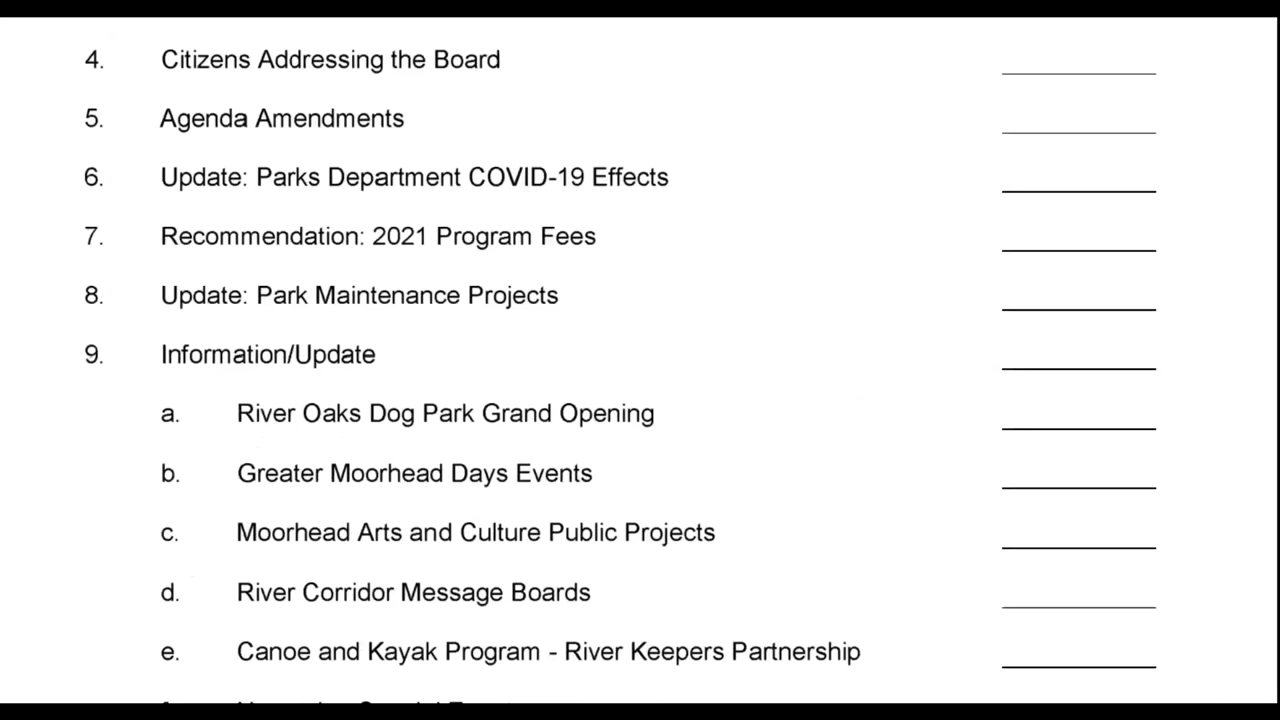 4. Citizens Addressing the Board
5. Agenda Amendments
6. Update: Parks Department COVID-19 Effects
7. Recommendation: 2021 Program Fees
8. Update: Park Maintenance Projects
9. Information/Update
a. River Oaks Dog Park Grand Opening
b. Greater Moorhead Days Events
c. Moorhead Arts and Culture Public Projects
d. River Corridor Message Boards
e. Canoe and Kayak Program - River Keepers Partnership